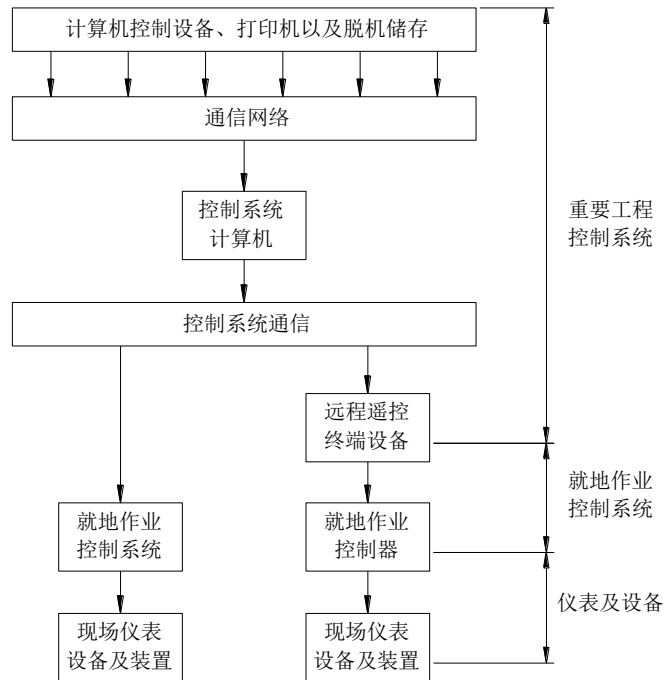 计算机控制设备、打印机以及脱机储存
通信网络
控制系统
计算机
重要工程
控制系统
控制系统通信
远程遥控
终端设备
就地作业
控制系统
就地作业
控制系统
就地作业
控制器
仪表及设备
现场仪表
设备及装置
现场仪表
设备及装置